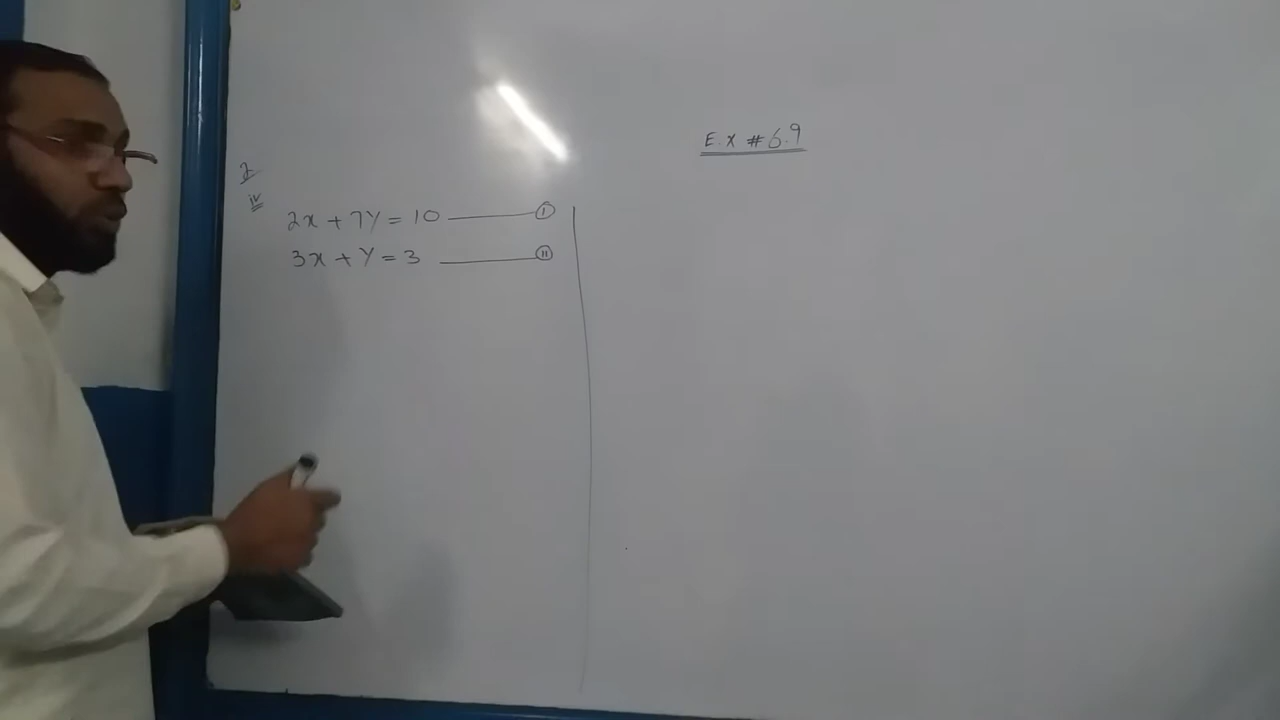 E.X # 6.9
2
iv
2x + 7y = 10 ——— (I)
3x + y = 3 ——— (II)